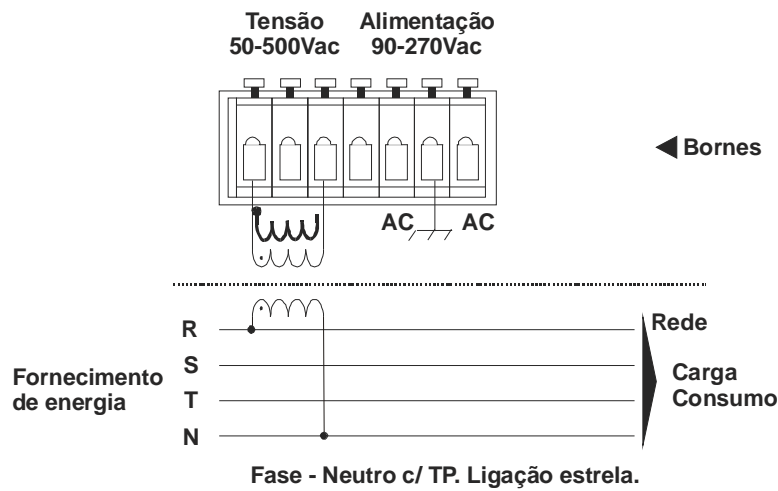 Tensão
50-500Vac
Alimentação
90-270Vac
Bornes
AC
AC
R
S
T
N
Fornecimento
de energia
Rede
Carga
Consumo
Fase - Neutro c/ TP. Ligação estrela.